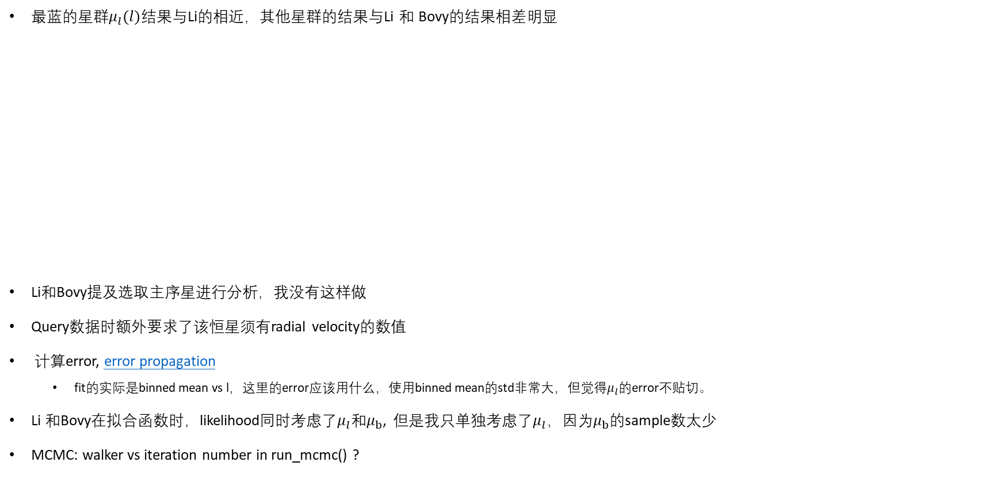 • 最蓝的星群μₗ(l)结果与Li的相近，其他星群的结果与Li 和 Bovy的结果相差明显
• Li和Bovy提及选取主序星进行分析，我没有这样做
• Query数据时额外要求了该恒星须有radial velocity的数值
• 计算error, error propagation
• fit的实际是binned mean vs l，这里的error应该用什么，使用binned mean的std非常大，但觉得μₗ的error不贴切。
• Li 和Bovy在拟合函数时，likelihood同时考虑了μₗ和μ_b, 但是我只单独考虑了μₗ，因为μ_b的sample数太少
• MCMC: walker vs iteration number in run_mcmc() ?